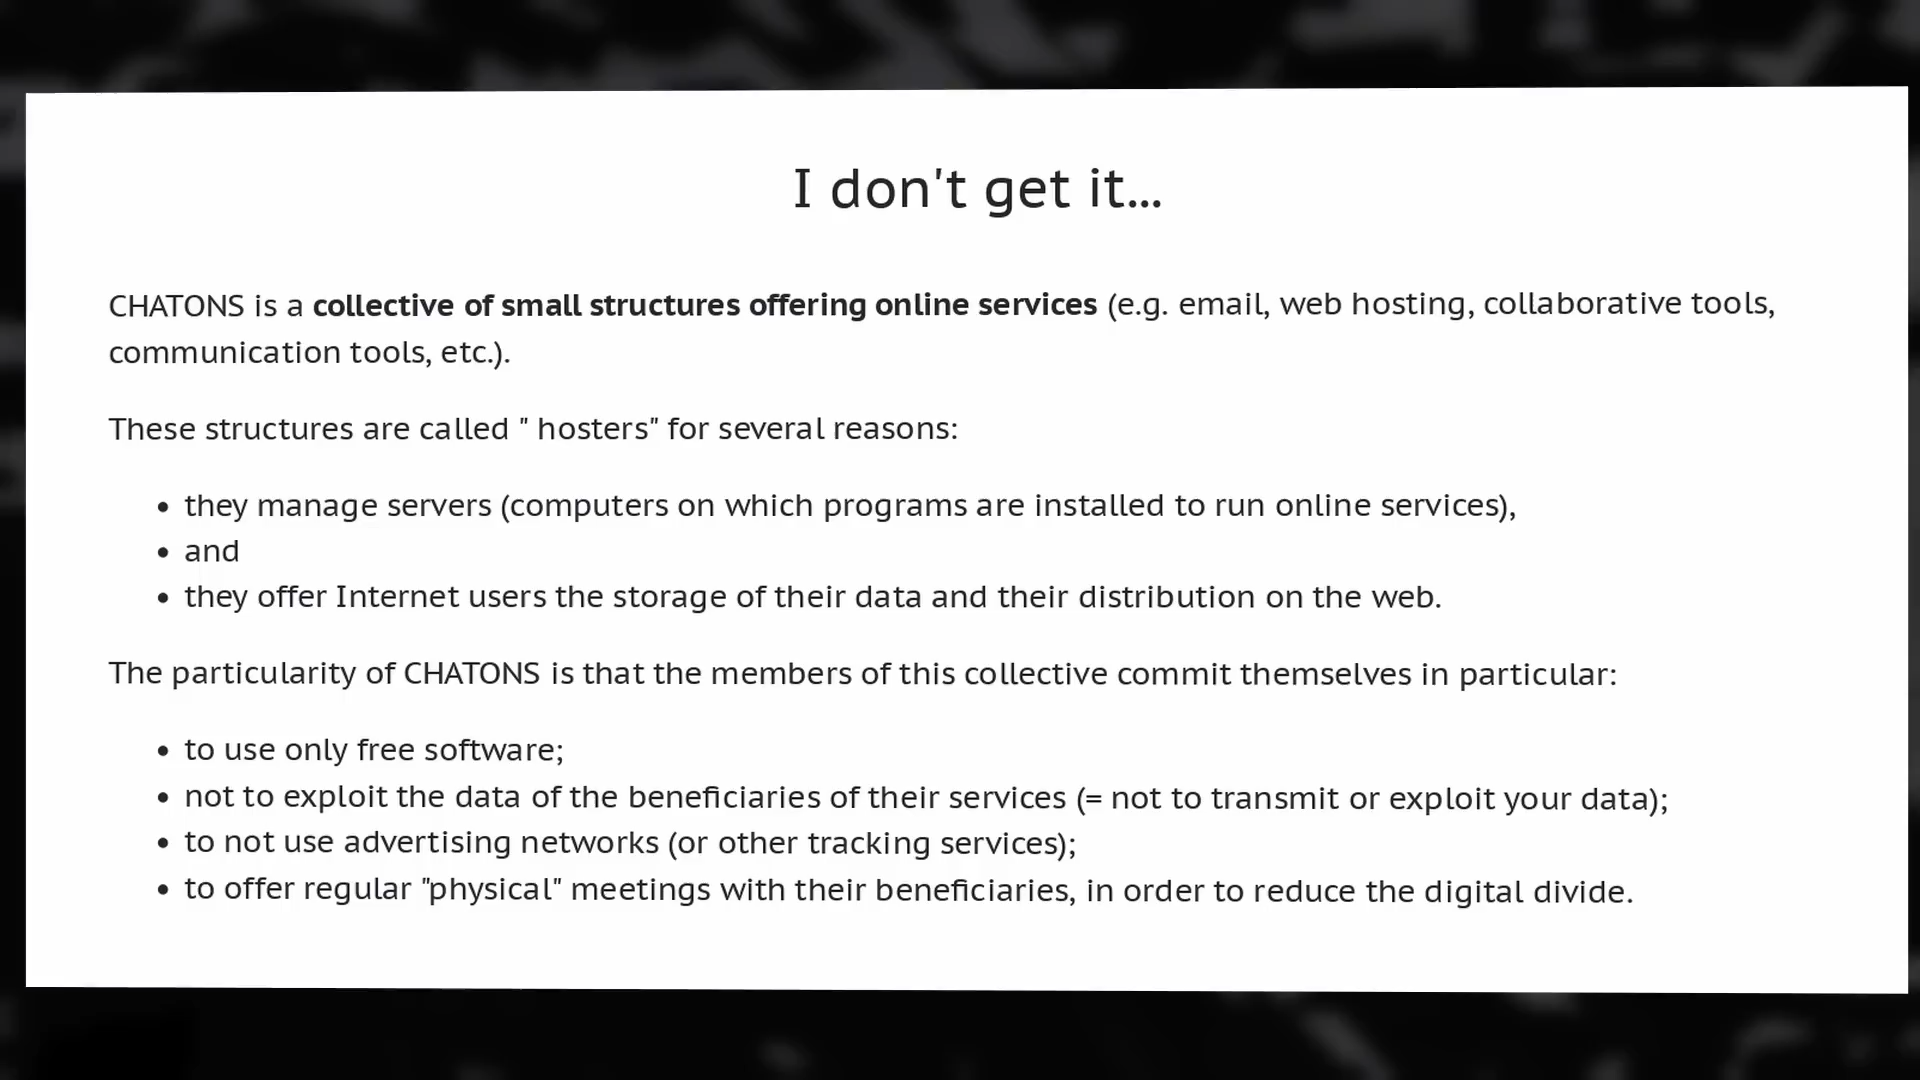 I don't get it...
CHATONS is a collective of small structures offering online services (e.g. email, web hosting, collaborative tools,
communication tools, etc.).
These structures are called " hosters" for several reasons:
• they manage servers (computers on which programs are installed to run online services),
• and
• they offer Internet users the storage of their data and their distribution on the web.
The particularity of CHATONS is that the members of this collective commit themselves in particular:
• to use only free software;
• not to exploit the data of the beneficiaries of their services (= not to transmit or exploit your data);
• to not use advertising networks (or other tracking services);
• to offer regular "physical" meetings with their beneficiaries, in order to reduce the digital divide.